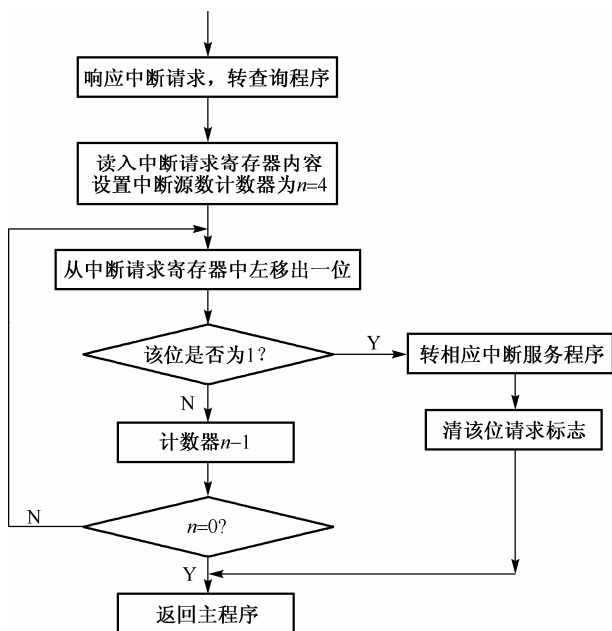 响应中断请求，转查询程序
读入中断请求寄存器内容
设置中断源数计数器为n=4
从中断请求寄存器中左移出一位
该位是否为1？
Y
转相应中断服务程序
N
计数器n−1
清该位请求标志
N
n=0?
Y
返回主程序